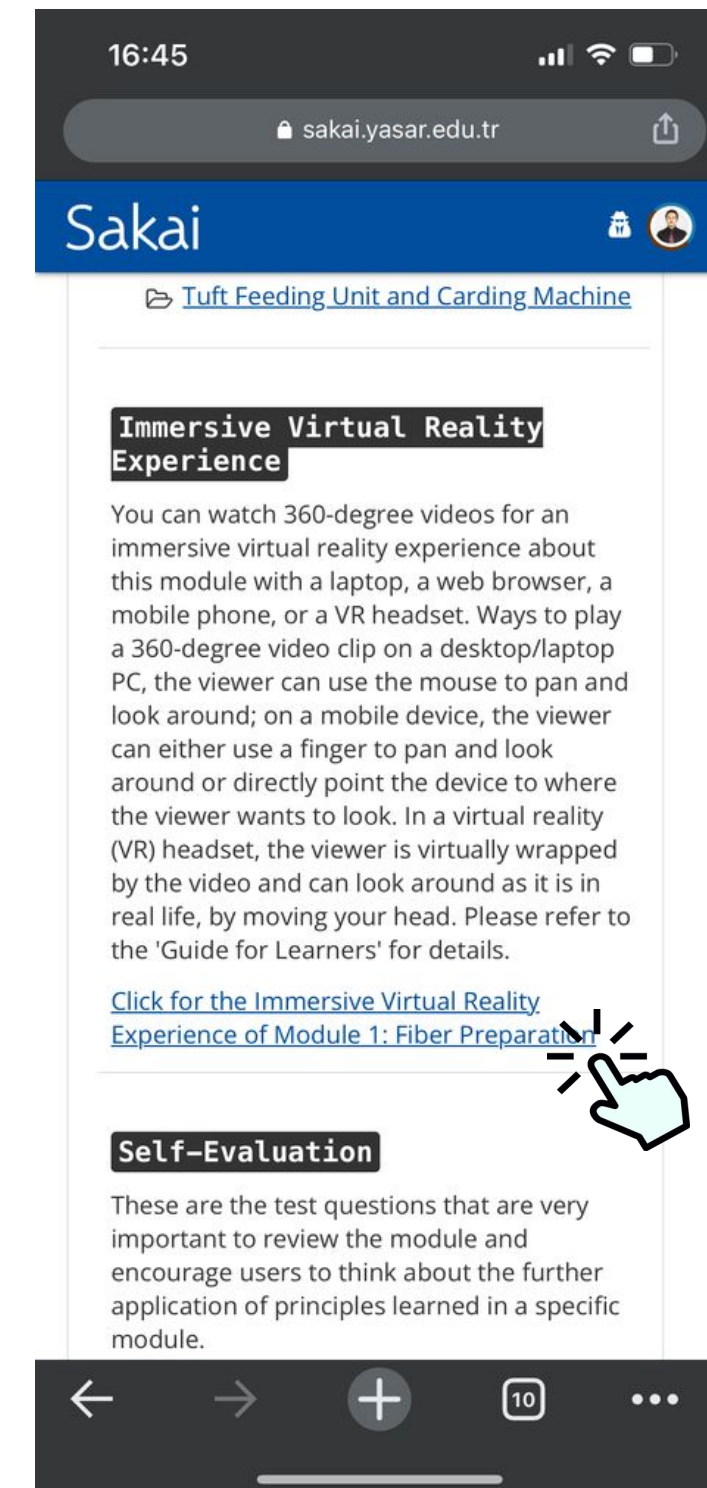 16:45
sakai.yasar.edu.tr
Sakai
Tuft Feeding Unit and Carding Machine
Immersive Virtual Reality
Experience
You can watch 360-degree videos for an
immersive virtual reality experience about
this module with a laptop, a web browser, a
mobile phone, or a VR headset. Ways to play
a 360-degree video clip on a desktop/laptop
PC, the viewer can use the mouse to pan and
look around; on a mobile device, the viewer
can either use a finger to pan and look
around or directly point the device to where
the viewer wants to look. In a virtual reality
(VR) headset, the viewer is virtually wrapped
by the video and can look around as it is in
real life, by moving your head. Please refer to
the 'Guide for Learners' for details.
Click for the Immersive Virtual Reality
Experience of Module 1: Fiber Preparation
Self-Evaluation
These are the test questions that are very
important to review the module and
encourage users to think about the further
application of principles learned in a specific
module.
10